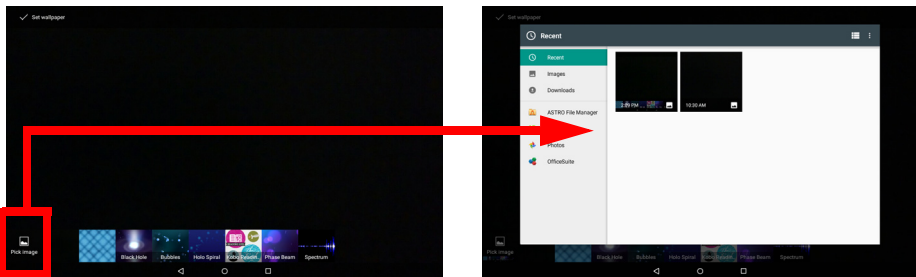 Set wallpaper
Pick image
Black Hole
Bubbles
Holo Spiral
Phase Beam
Spectrum
Set wallpaper
Recent
Recent
Images
Downloads
ASTRO File Manager
Photos
OfficeSuite
10:30 AM
Pick image
Black Hole
Bubbles
Holo Spiral
Phase Beam
Spectrum